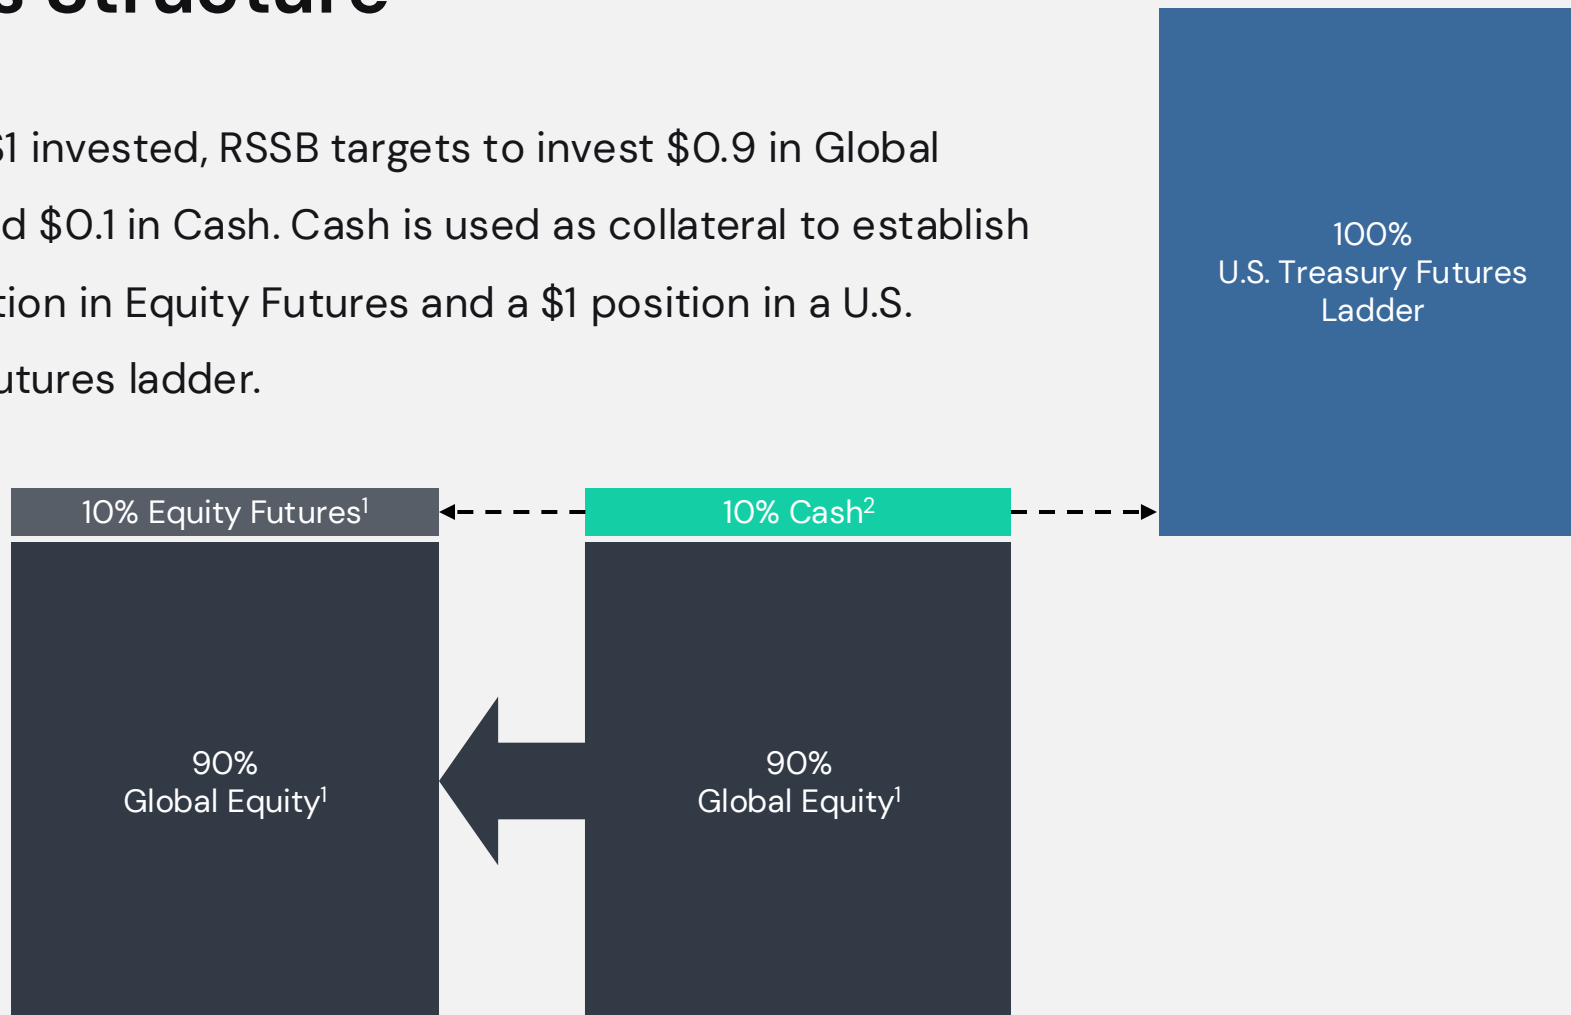 s Structure
$1 invested, RSSB targets to invest $0.9 in Global
d $0.1 in Cash. Cash is used as collateral to establish
tion in Equity Futures and a $1 position in a U.S.
utures ladder.
100%
U.S. Treasury Futures
Ladder
10% Equity Futures¹
10% Cash²
90%
Global Equity¹
90%
Global Equity¹